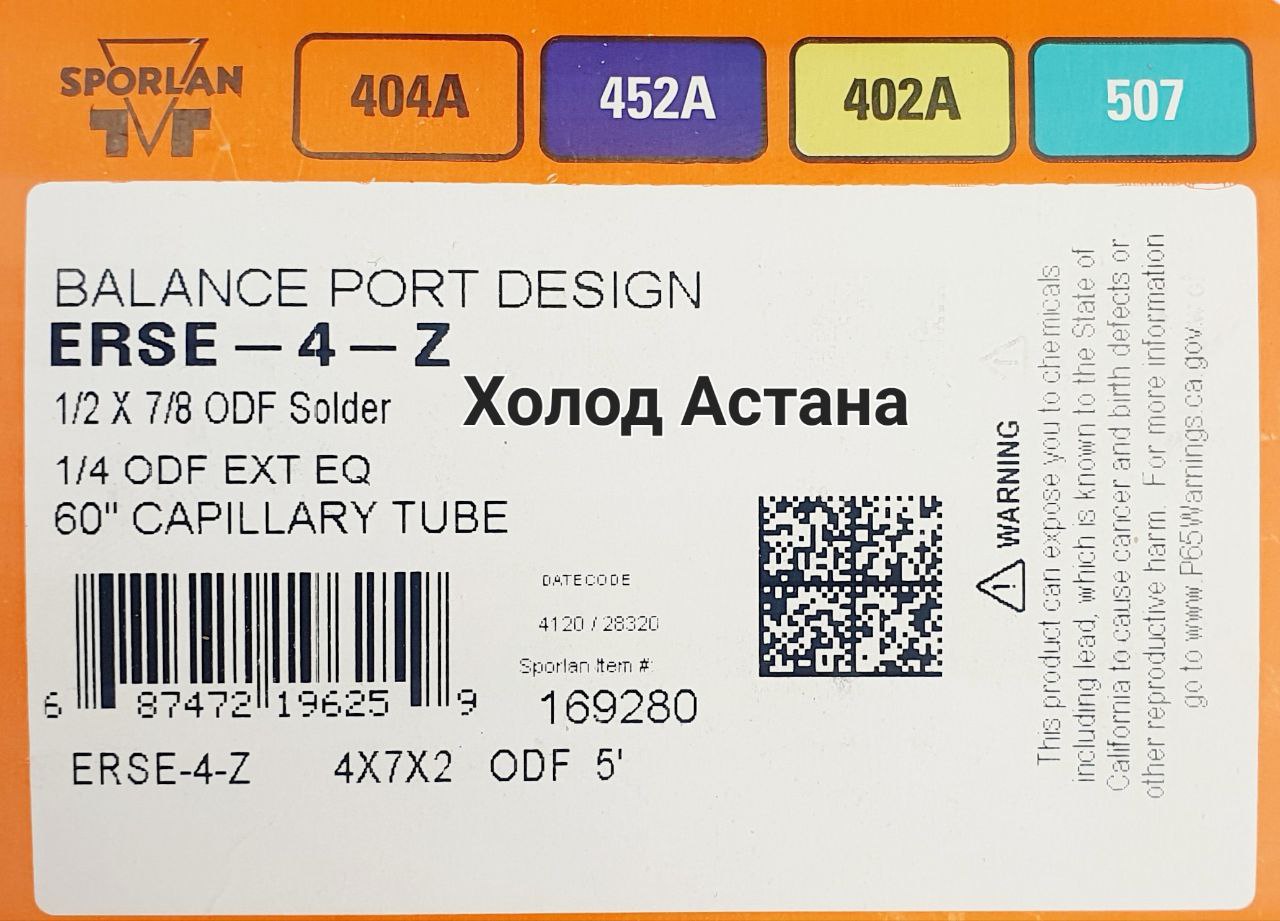 SPORLAN
404A
452A
402A
507
BALANCE PORT DESIGN
ERSE – 4 – Z
1/2 X 7/8 ODF Solder
Холод Астана
1/4 ODF EXT EQ
60" CAPILLARY TUBE
DATECODE
4120 / 28320
Sporlan Item #:
169280
6 87472 19625 9
ERSE-4-Z 4X7X2 ODF 5'
WARNING
This product can expose you to chemicals
including lead, which is known to the State of
California to cause cancer and birth defects or
other reproductive harm. For more information
go to www.P65Warnings.ca.gov.